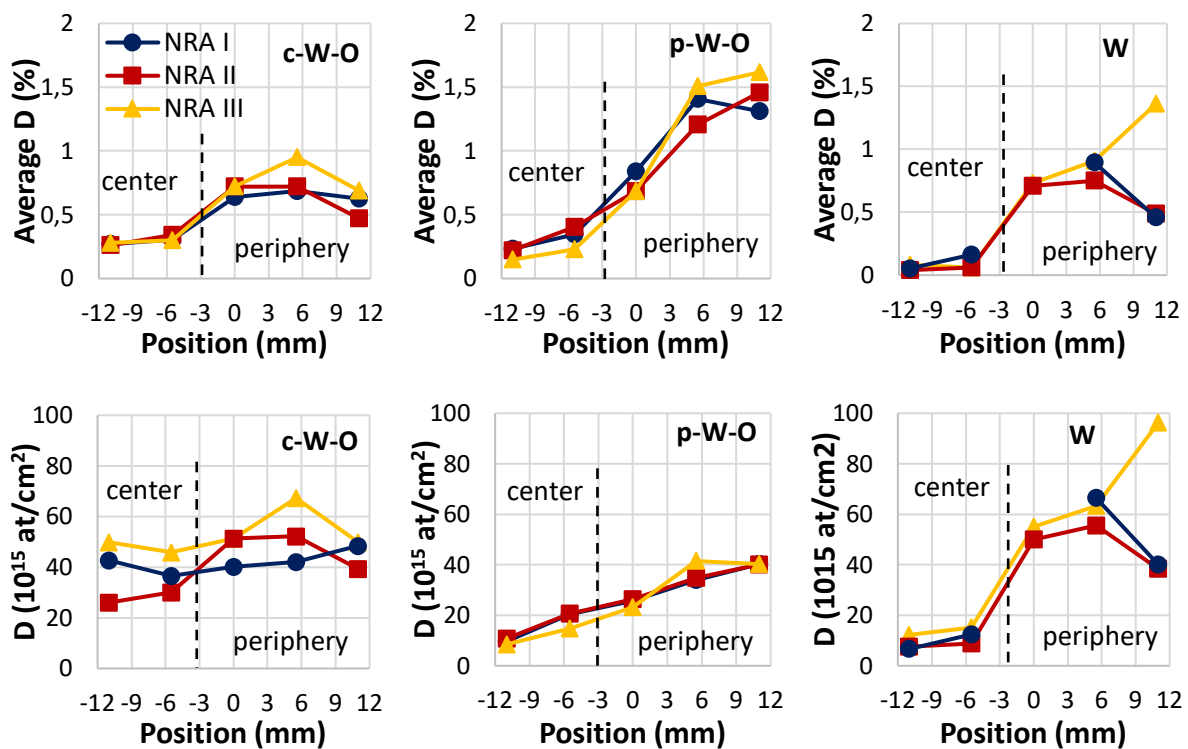 Average D (%)
2
1,5
1
0,5
0
NRA I
NRA II
NRA III
c-W-O
center
periphery
-12 -9 -6 -3 0 3 6 9 12
Position (mm)
Average D (%)
2
1,5
1
0,5
0
p-W-O
center
periphery
-12 -9 -6 -3 0 3 6 9 12
Position (mm)
Average D (%)
2
1,5
1
0,5
0
W
center
periphery
-12 -9 -6 -3 0 3 6 9 12
Position (mm)
D (10¹⁵ at/cm²)
100
80
60
40
20
0
c-W-O
center
periphery
-12 -9 -6 -3 0 3 6 9 12
Position (mm)
D (10¹⁵ at/cm²)
100
80
60
40
20
0
p-W-O
center
periphery
-12 -9 -6 -3 0 3 6 9 12
Position (mm)
D (1015 at/cm2)
100
80
60
40
20
0
W
center
periphery
-12 -9 -6 -3 0 3 6 9 12
Position (mm)